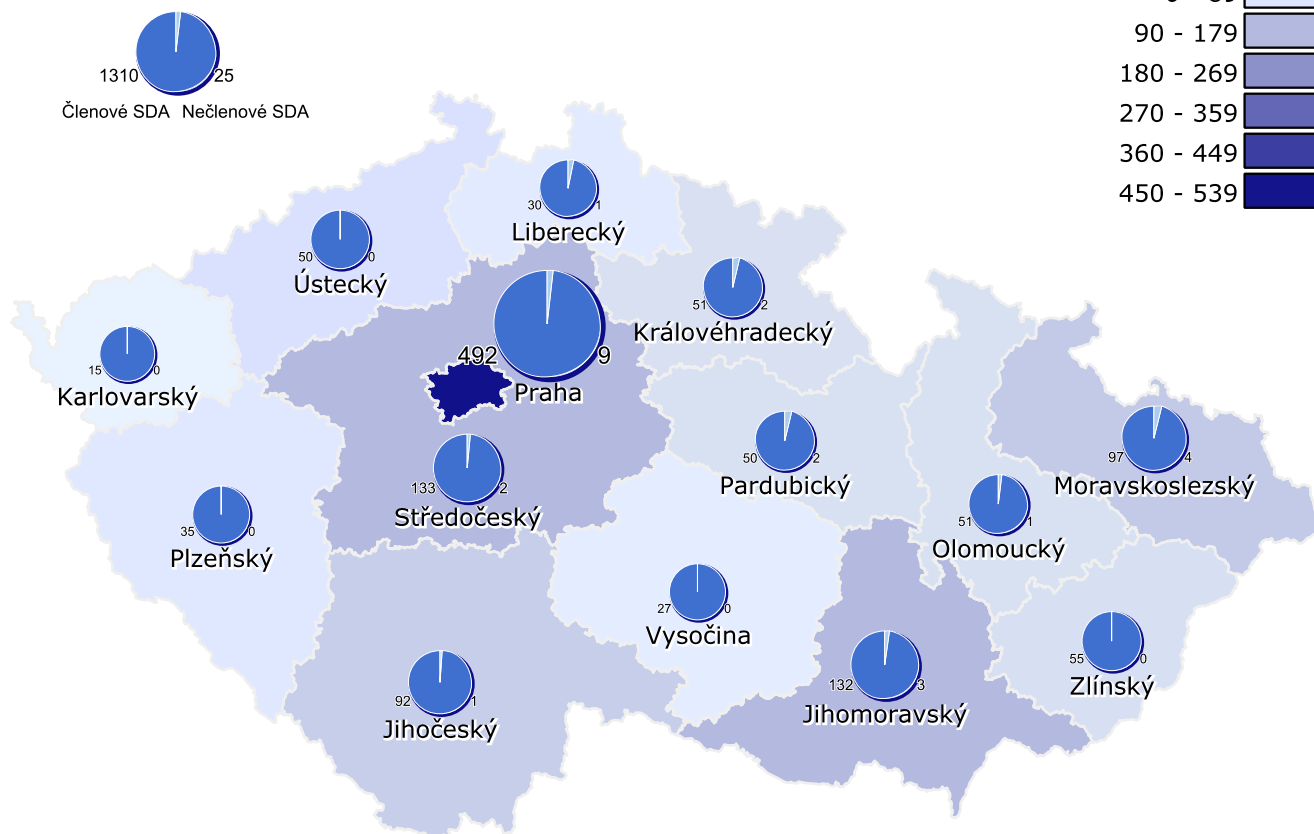 1310 25
Členové SDA Nečlenové SDA
90 - 179
180 - 269
270 - 359
360 - 449
450 - 539
30 1
Liberecký
50 0
Ústecký
51 2
Královéhradecký
492 9
Praha
15 0
Karlovarský
133 2
Středočeský
50 2
Pardubický
97 4
Moravskoslezský
35 0
Plzeňský
51 1
Olomoucký
27 0
Vysočina
55 0
Zlínský
92 1
Jihočeský
132 3
Jihomoravský